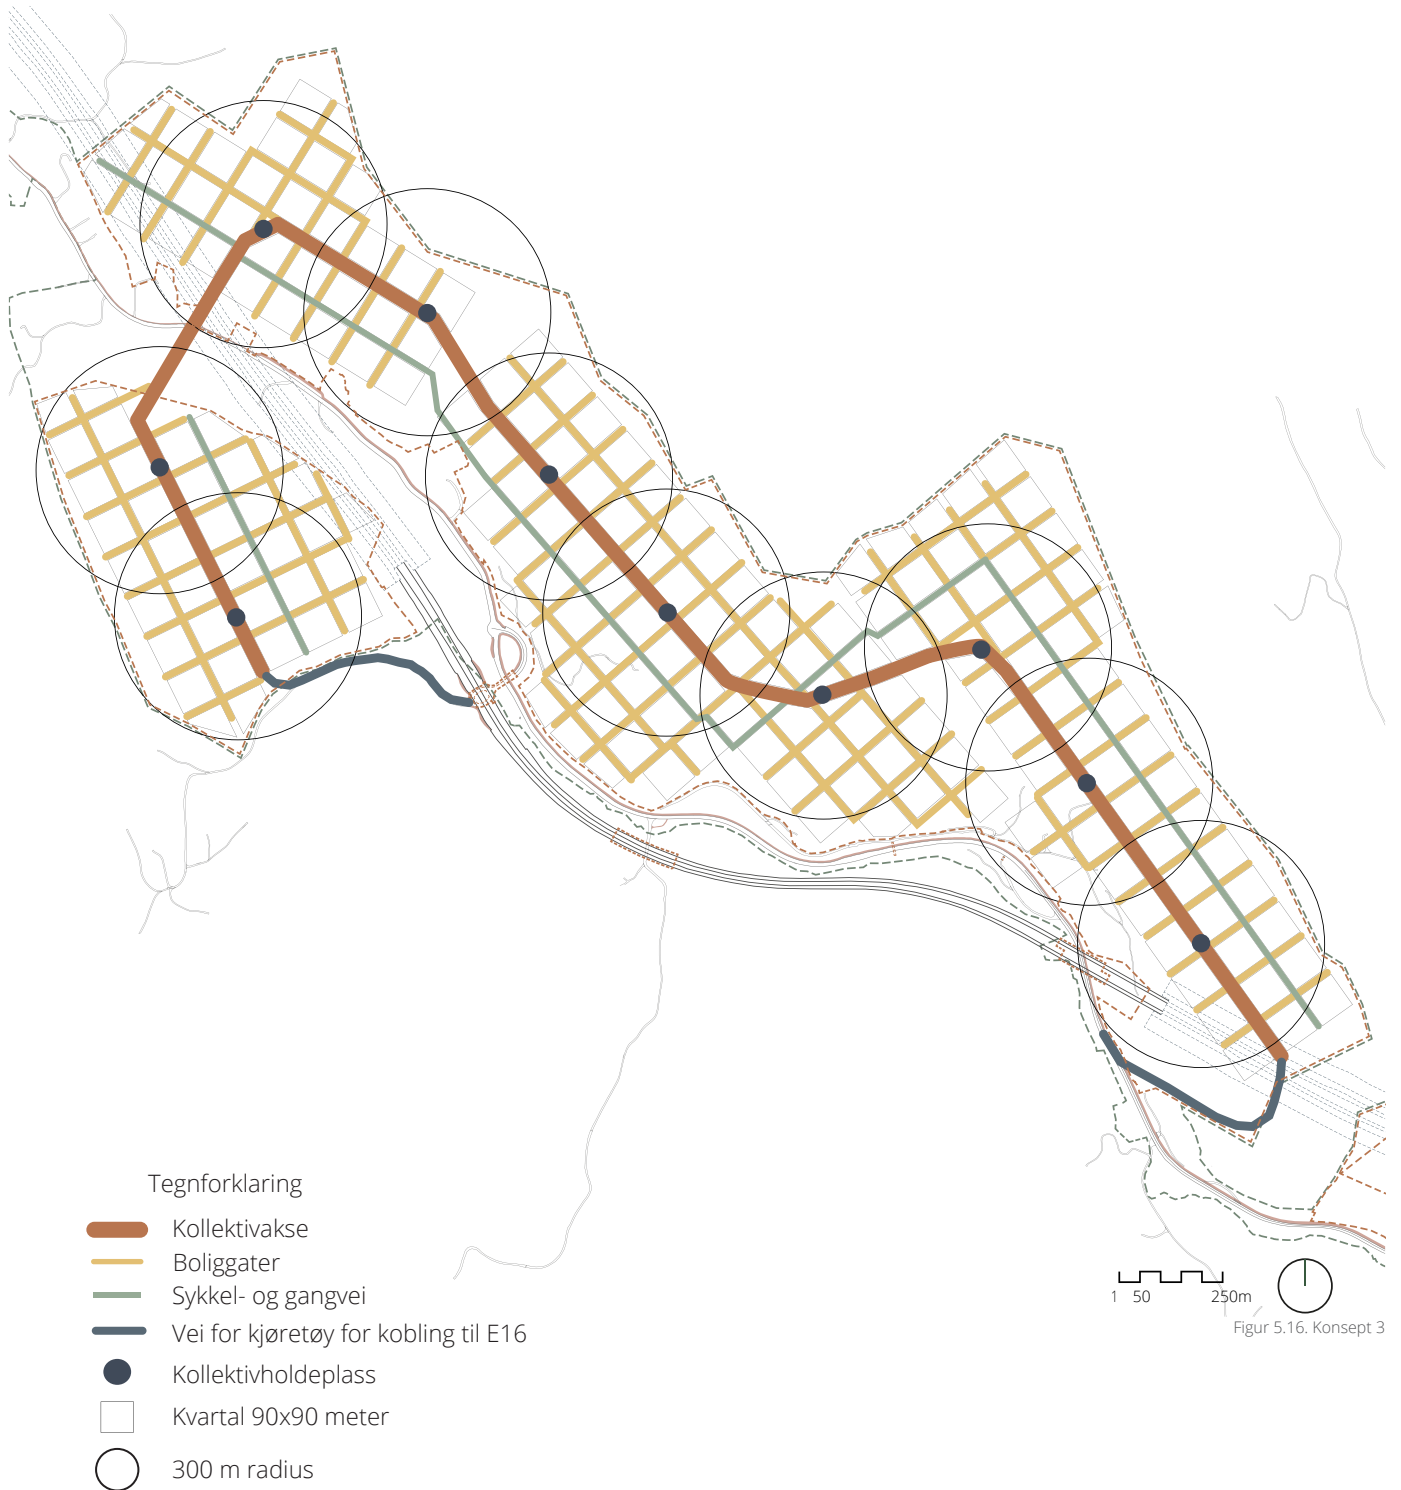 Tegnforklaring
Kollektivakse
Boliggater
Sykkel- og gangvei
Vei for kjøretøy for kobling til E16
Kollektivholdeplass
Kvartal 90x90 meter
300 m radius
1 50 250m
Figur 5.16. Konsept 3